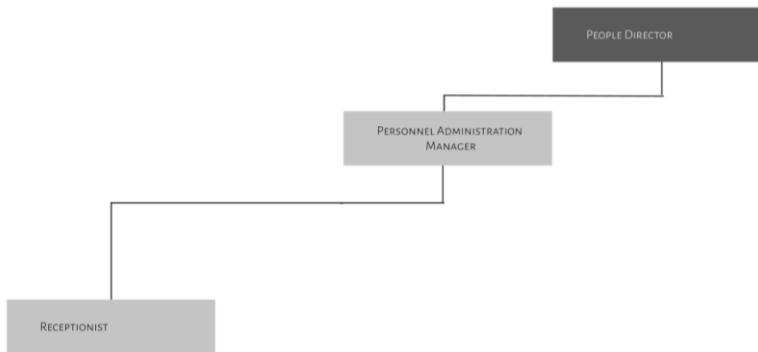 People Director
Personnel Administration
Manager
Receptionist